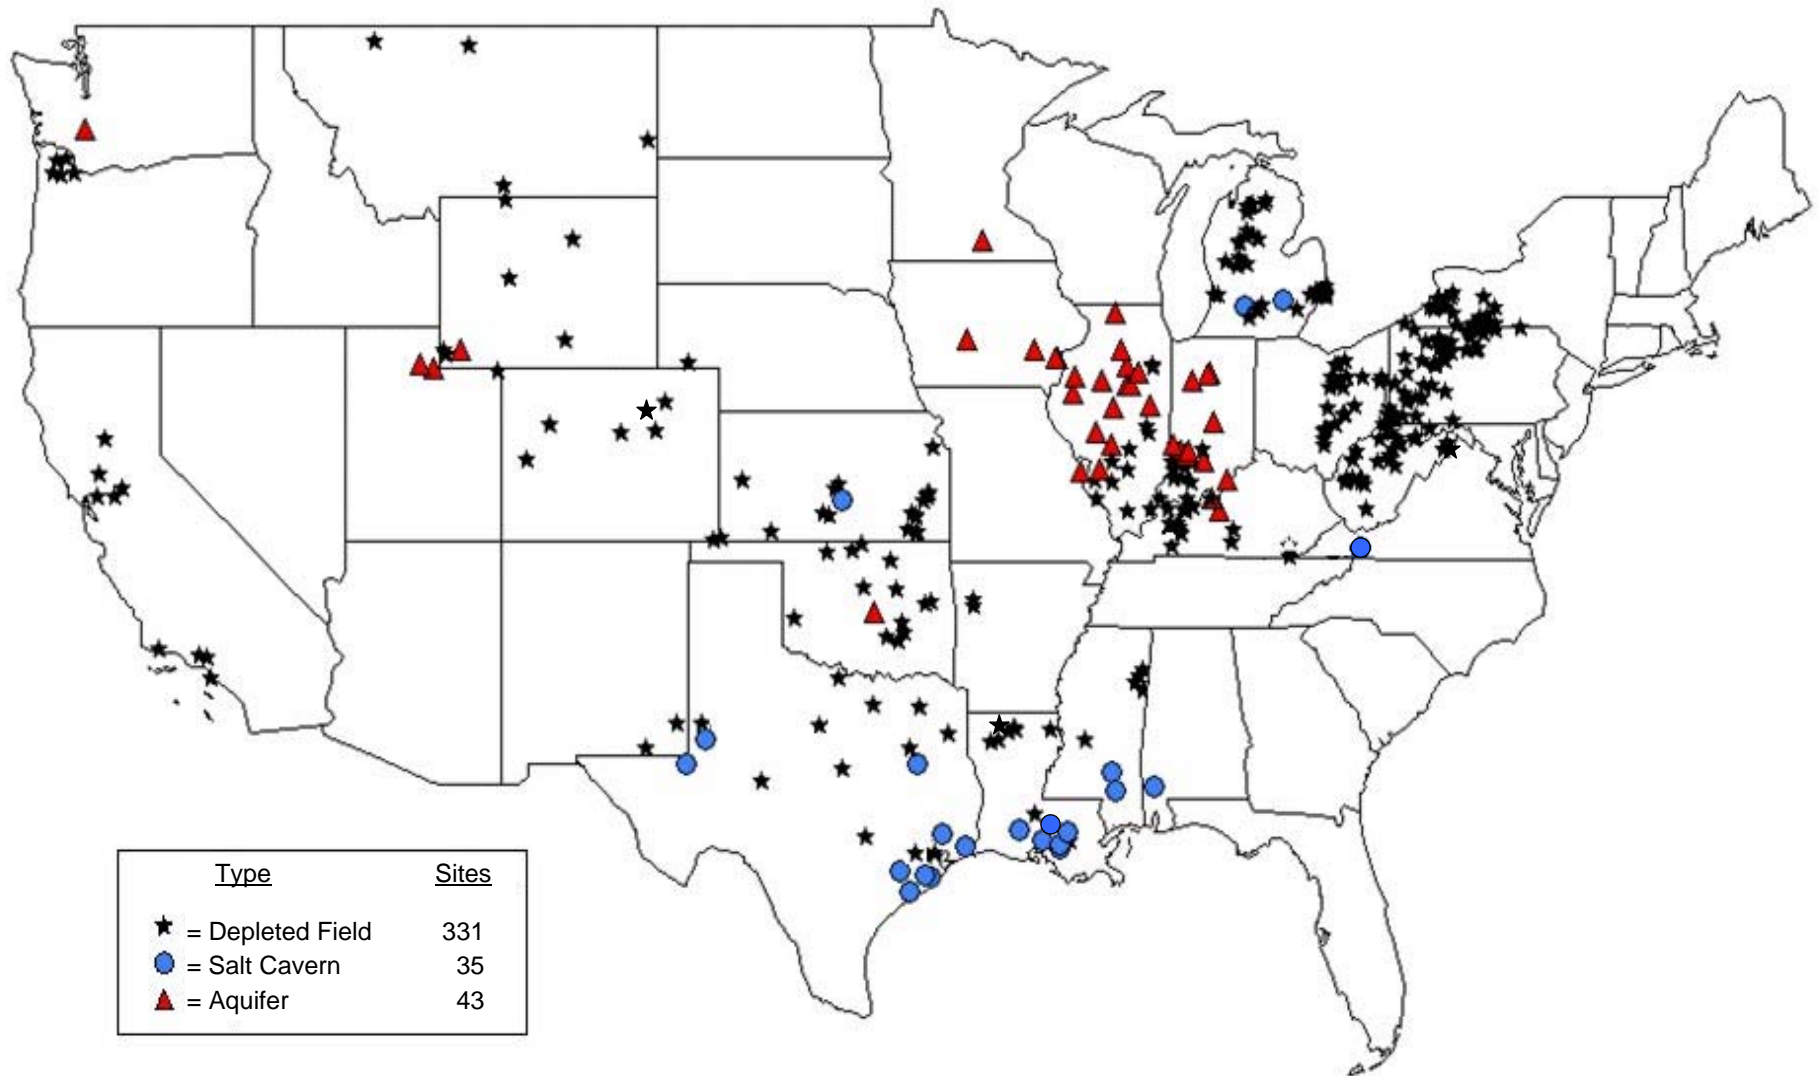 Type Sites
= Depleted Field 331
= Salt Cavern 35
= Aquifer 43